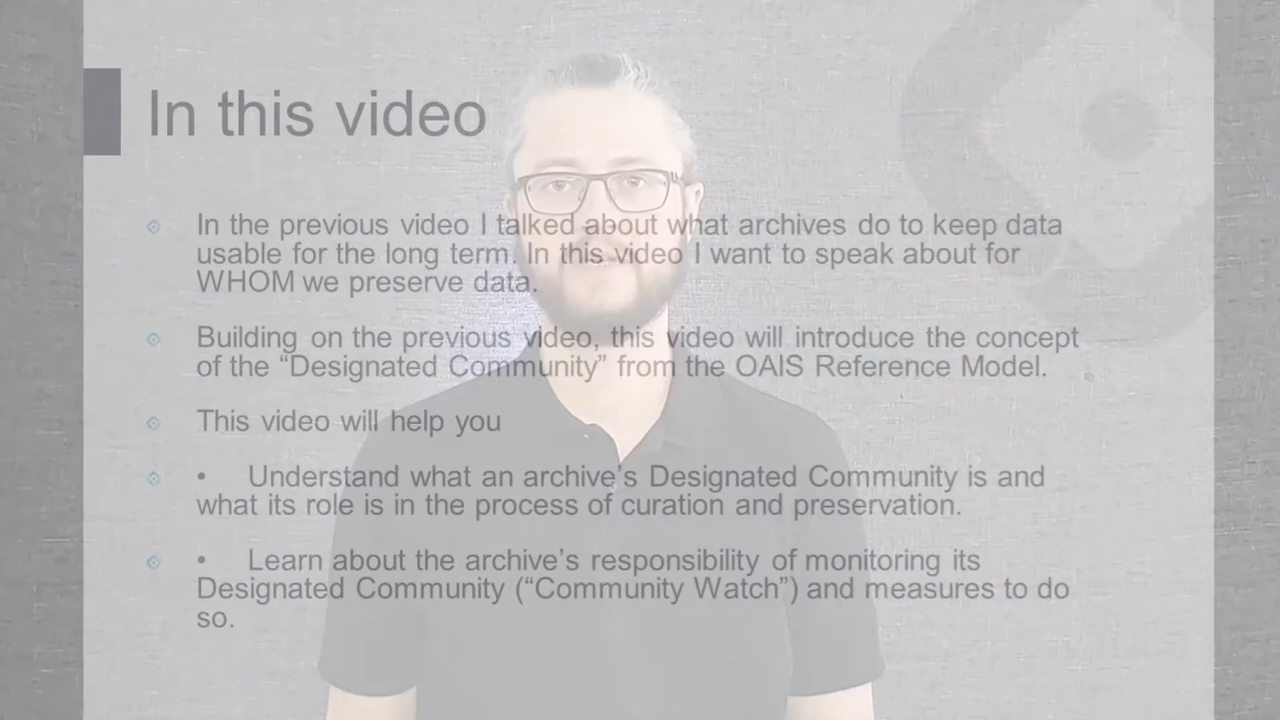 In this video
In the previous video I talked about what archives do to keep data
usable for the long term. In this video I want to speak about for
WHOM we preserve data.
Building on the previous video, this video will introduce the concept
of the “Designated Community” from the OAIS Reference Model.
This video will help you
• Understand what an archive’s Designated Community is and
what its role is in the process of curation and preservation.
• Learn about the archive’s responsibility of monitoring its
Designated Community (“Community Watch”) and measures to do
so.